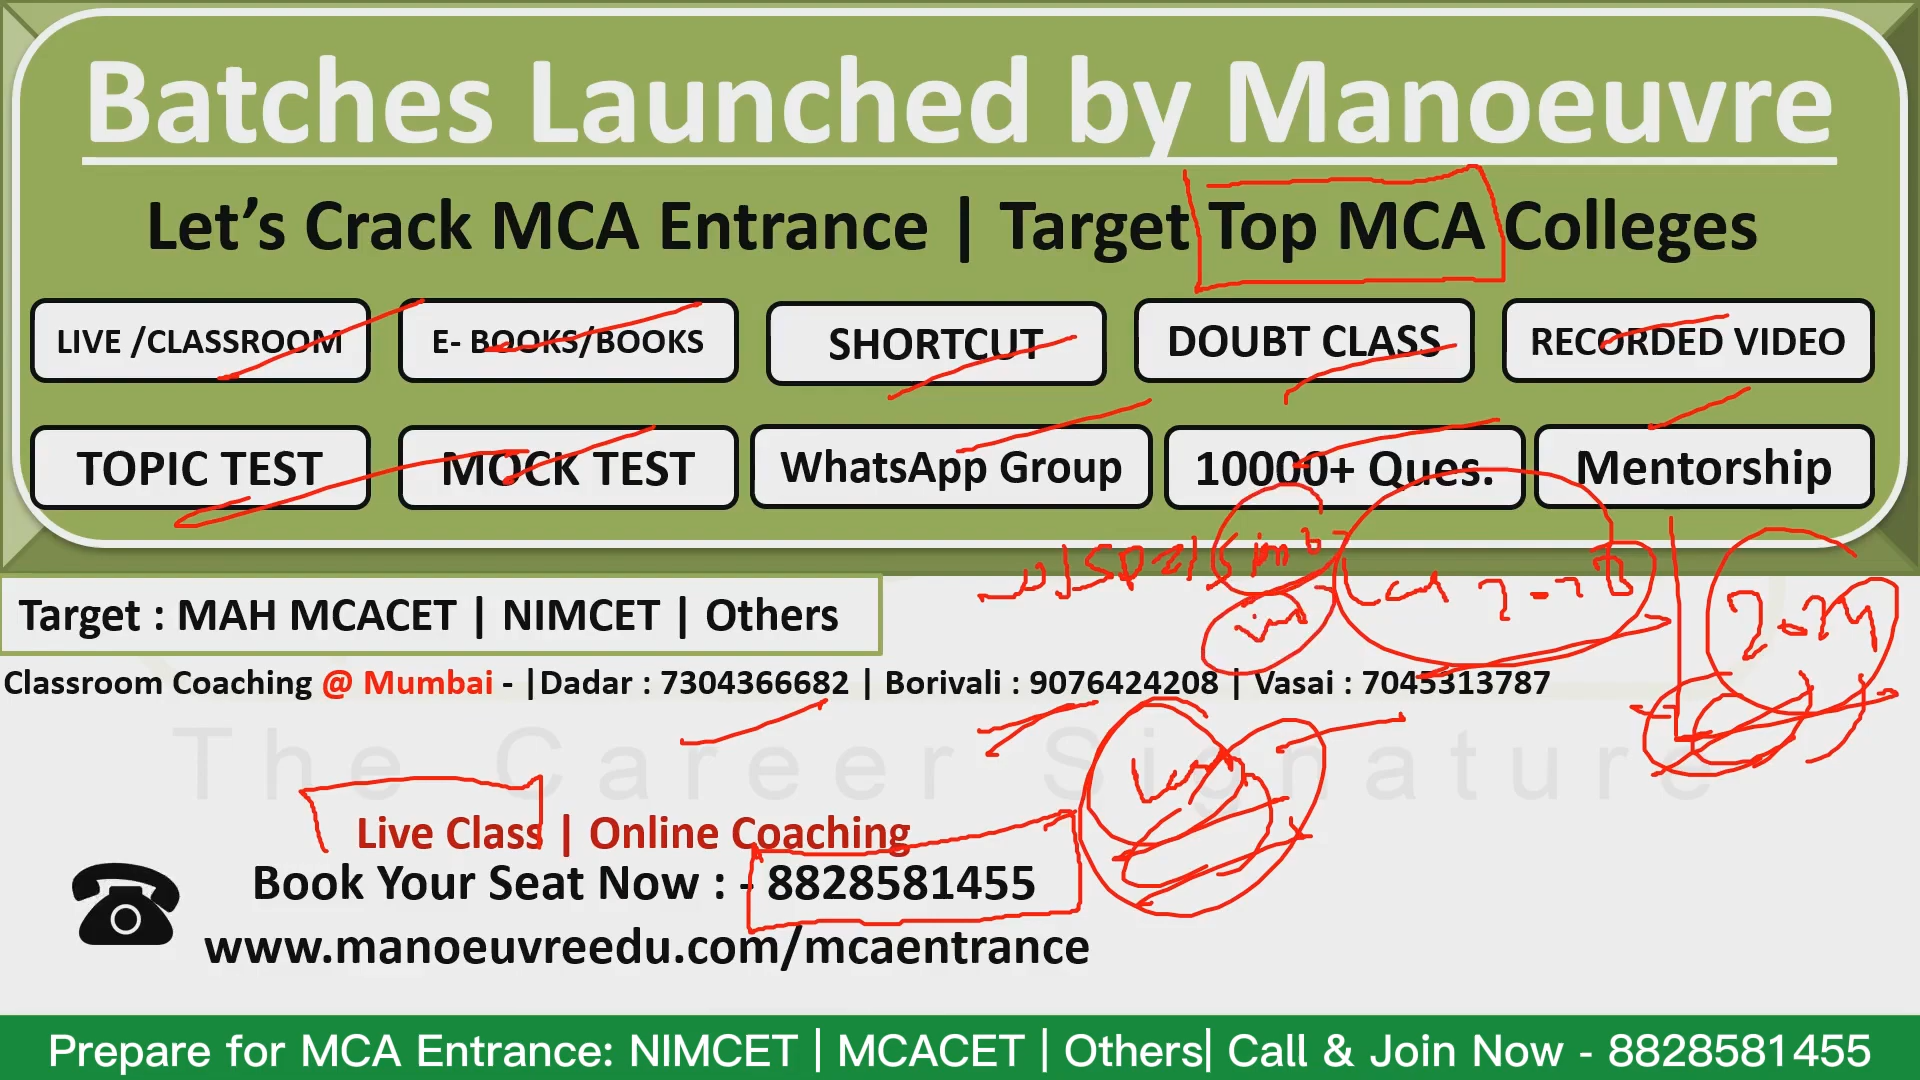 Batches Launched by Manoeuvre
Let’s Crack MCA Entrance | Target Top MCA Colleges
LIVE /CLASSROOM E- BOOKS/BOOKS SHORTCUT DOUBT CLASS RECORDED VIDEO
TOPIC TEST MOCK TEST WhatsApp Group 10000+ Ques. Mentorship
Target : MAH MCACET | NIMCET | Others
Classroom Coaching @ Mumbai - |Dadar : 7304366682 | Borivali : 9076424208 | Vasai : 7045313787
The Career Signature
Live Class | Online Coaching
Book Your Seat Now : - 8828581455
www.manoeuvreedu.com/mcaentrance
Prepare for MCA Entrance: NIMCET | MCACET | Others| Call & Join Now - 8828581455